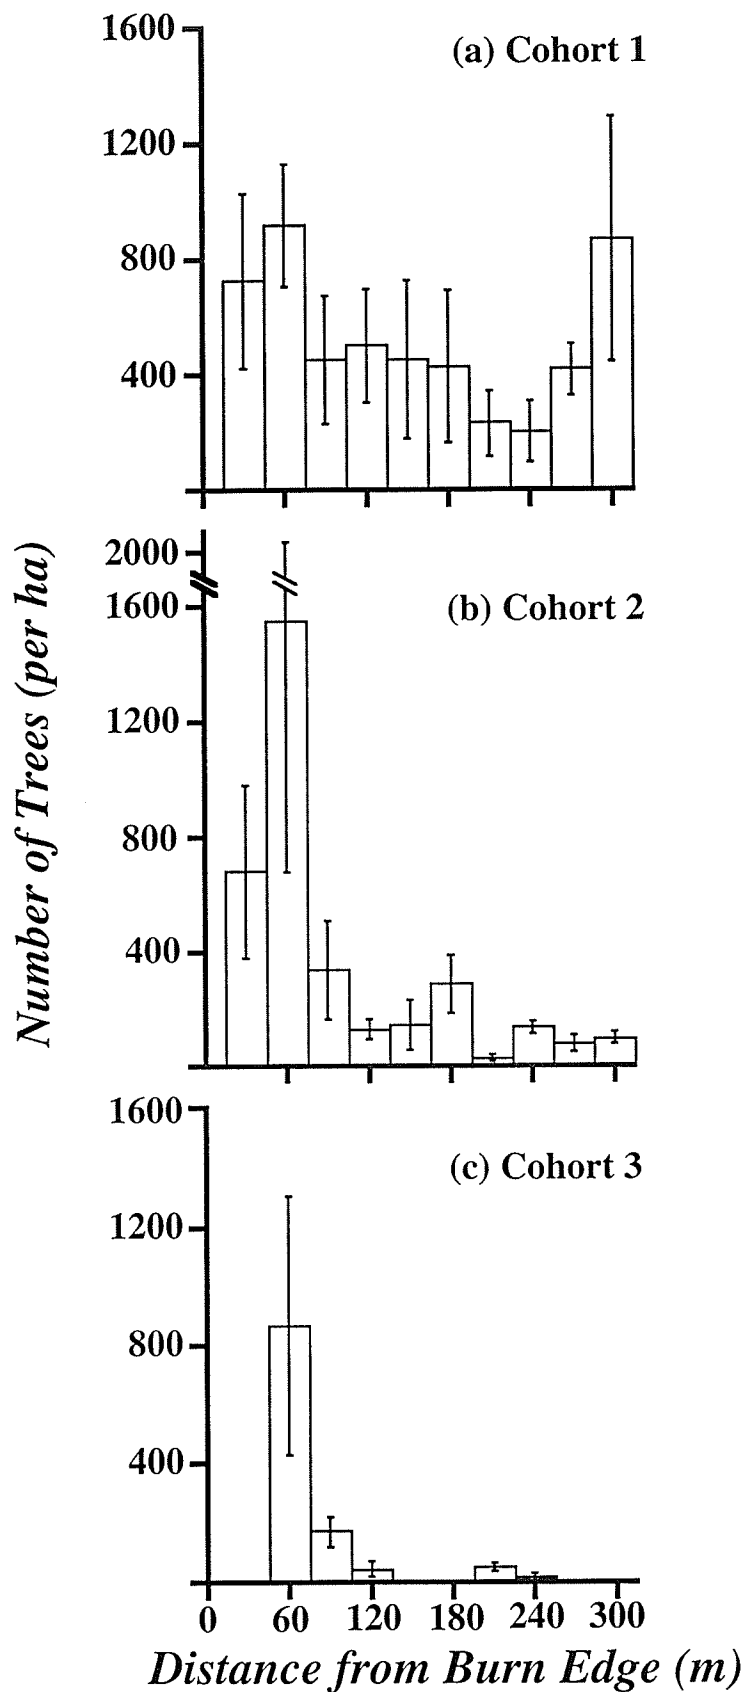 1600
(a) Cohort 1
1200
800
400
2000
1600
(b) Cohort 2
1200
800
400
Number of Trees (per ha)
1600
(c) Cohort 3
1200
800
400
0 60 120 180 240 300
Distance from Burn Edge (m)